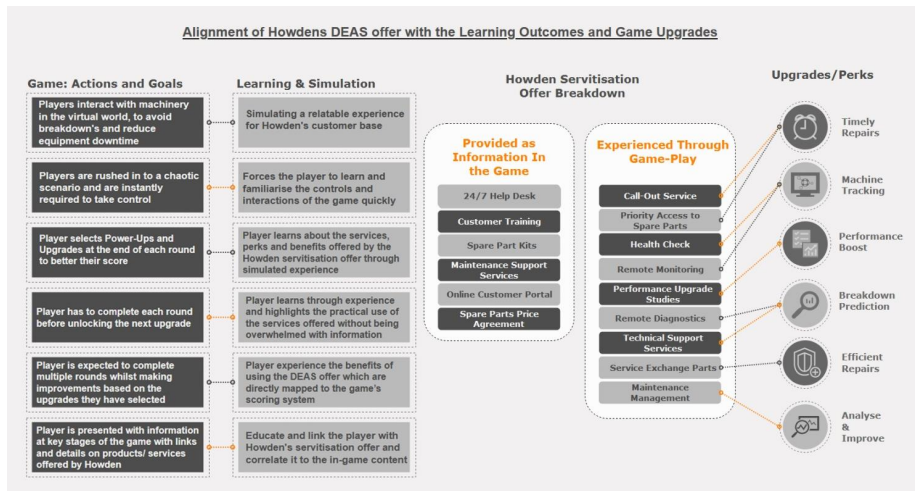 Alignment of Howdens DEAS offer with the Learning Outcomes and Game Upgrades
Game: Actions and Goals
Players interact with machinery
in the virtual world, to avoid
breakdown's and reduce
equipment downtime
Players are rushed in to a chaotic
scenario and are instantly
required to take control
Player selects Power-Ups and
Upgrades at the end of each round
to better their score
Player has to complete each round
before unlocking the next upgrade
Player is expected to complete
multiple rounds whilst making
improvements based on the
upgrades they have selected
Player is presented with information
at key stages of the game with links
and details on products/ services
offered by Howden
Learning & Simulation
Simulating a relatable experience
for Howden's customer base
Forces the player to learn and
familiarise the controls and
interactions of the game quickly
Player learns about the services,
perks and benefits offered by the
Howden servitisation offer through
simulated experience
Player learns through experience
and highlights the practical use of
the services offered without being
overwhelmed with information
Player experience the benefits of
using the DEAS offer which are
directly mapped to the game's
scoring system
Educate and link the player with
Howden's servitisation offer and
correlate it to the in-game content
Howden Servitisation
Offer Breakdown
Provided as
Information In
the Game
24/7 Help Desk
Customer Training
Spare Part Kits
Maintenance Support
Services
Online Customer Portal
Spare Parts Price
Agreement
Experienced Through
Game-Play
Call-Out Service
Priority Access to
Spare Parts
Health Check
Remote Monitoring
Performance Upgrade
Studies
Remote Diagnostics
Technical Support
Services
Service Exchange Parts
Maintenance
Management
Upgrades/Perks
Timely
Repairs
Machine
Tracking
Performance
Boost
Breakdown
Prediction
Efficient
Repairs
Analyse
&
Improve